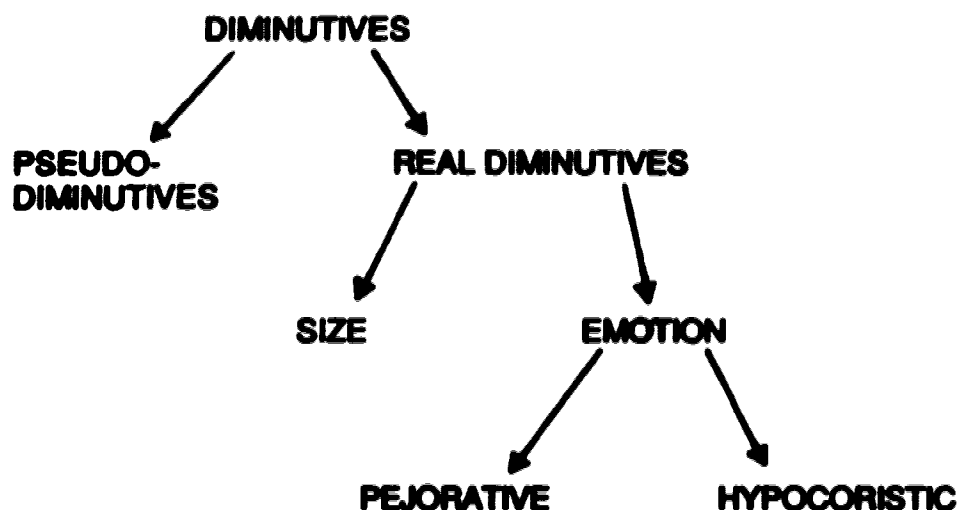 DIMINUTIVES
PSEUDO-
DIMINUTIVES
REAL DIMINUTIVES
SIZE
EMOTION
PEJORATIVE
HYPOCORISTIC